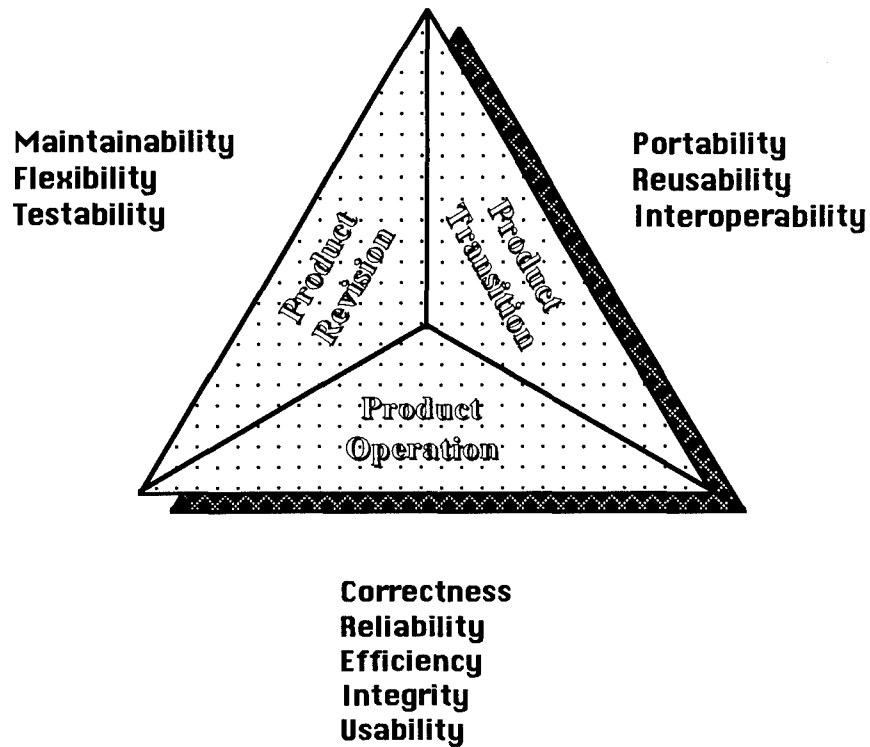 Maintainability
Flexibility
Testability
Portability
Reusability
Interoperability
Product
Revision
Product
Transition
Product
Operation
Correctness
Reliability
Efficiency
Integrity
Usability